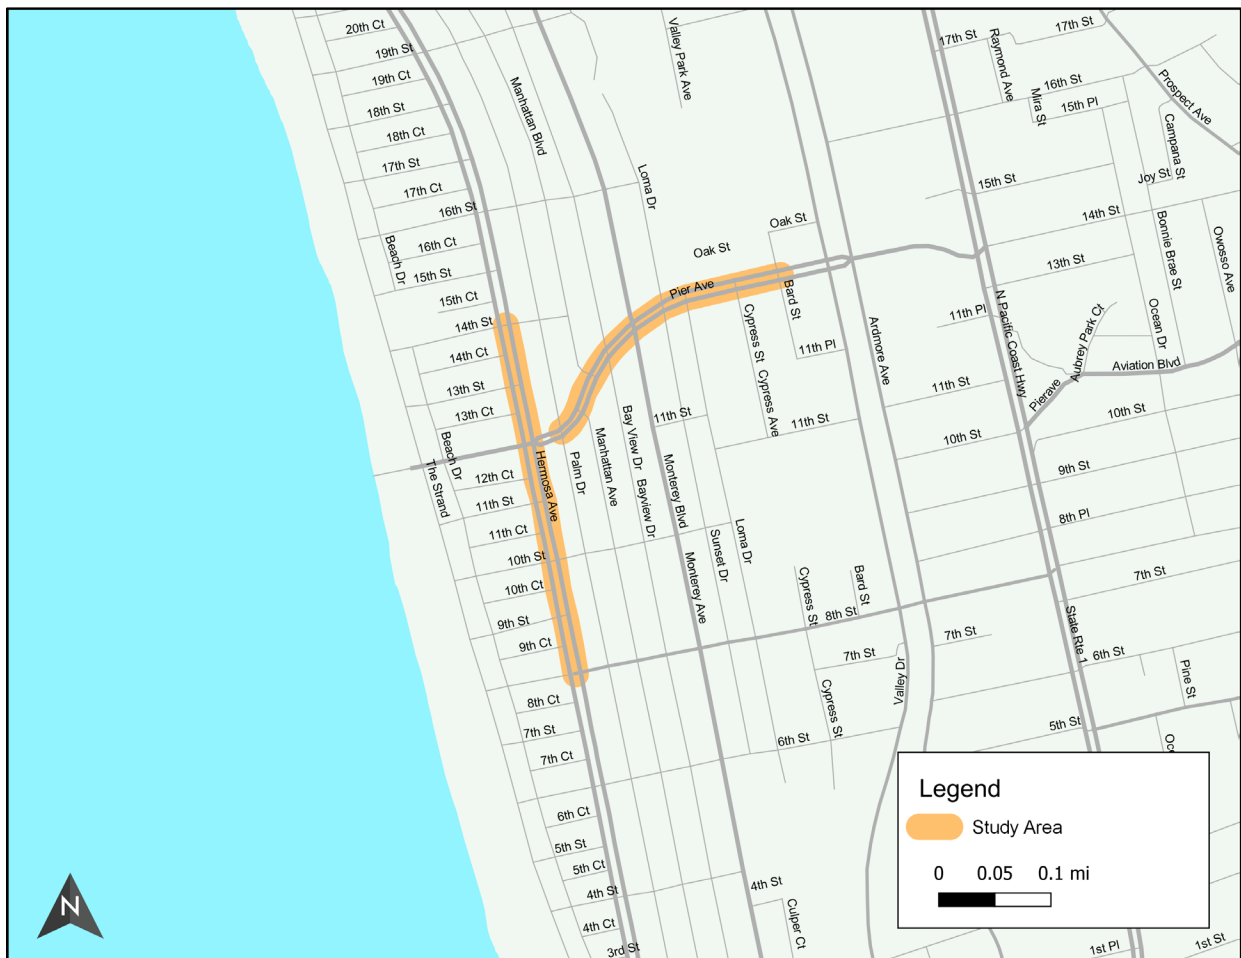 20th Ct
19th St
19th Ct
18th St
18th Ct
17th St
17th Ct
16th St
16th Ct
Beach Dr
15th St
15th Ct
14th St
14th Ct
13th St
13th Ct
Beach Dr
The Strand
12th Ct
11th St
11th Ct
10th St
10th Ct
9th St
9th Ct
8th Ct
7th St
7th Ct
6th Ct
5th St
5th Ct
4th St
4th Ct
3rd St
Hermosa Ave
Palm Dr
Manhattan Ave
Bay View Dr
Bayview Dr
Manhattan Blvd
Loma Dr
Valley Park Ave
Oak St
Oak St
Pier Ave
Bard St
Cypress St
Cypress Ave
11th Pl
11th St
11th St
Monterey Blvd
Monterey Ave
Sunset Dr
Loma Dr
Cypress St
Bard St
8th St
7th St
Cypress St
6th St
Valley Dr
4th St
Culper Ct
Ardmore Ave
17th St
Raymond Ave
17th St
16th St
Mira St
15th Pl
Prospect Ave
Campana St
Joy St
15th St
14th St
Bonnie Brae St
Owosso Ave
13th St
11th Pl
N Pacific Coast Hwy
Aubrey Park Ct
Ocean Dr
Aviation Blvd
Pierave
11th St
10th St
10th St
9th St
8th Pl
7th St
7th St
State Rte 1
6th St
Pine St
5th St
Oce
1st Pl
1st St
N
Legend
Study Area
0 0.05 0.1 mi